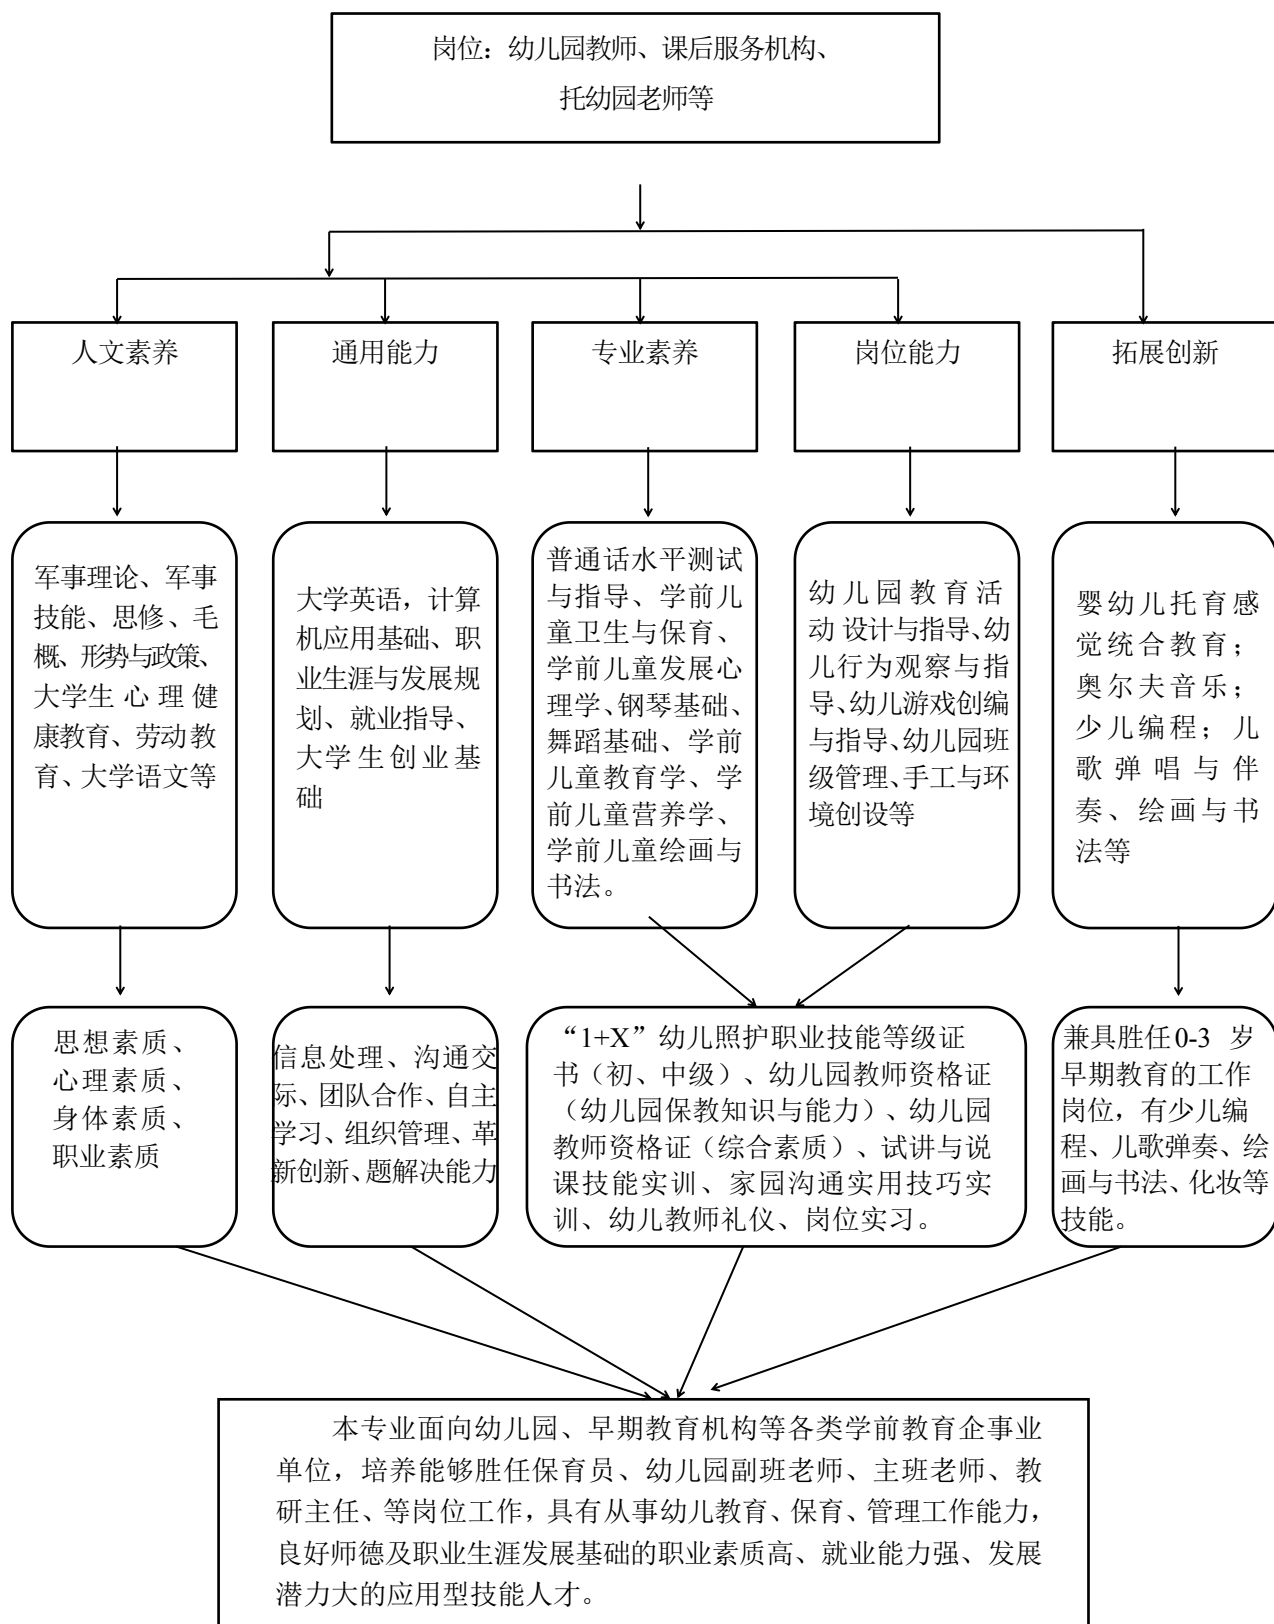 岗位：幼儿园教师、课后服务机构、
托幼园老师等
人文素养
通用能力
专业素养
岗位能力
拓展创新
军事理论、军事
技能、思修、毛
概、形势与政策、
大学生心理健
康教育、劳动教
育、大学语文等
大学英语，计算
机应用基础、职
业生涯与发展规
划、就业指导、
大学生创业基
础
普通话水平测试
与指导、学前儿
童卫生与保育、
学前儿童发展心
理学、钢琴基础、
舞蹈基础、学前
儿童教育学、学
前儿童营养学、
学前儿童绘画与
书法。
幼儿园教育活
动设计与指导、幼
儿行为观察与指
导、幼儿游戏创编
与指导、幼儿园班
级管理、手工与环
境创设等
婴幼儿托育感
觉统合教育；
奥尔夫音乐；
少儿编程；儿
歌弹唱与伴
奏、绘画与书
法等
思想素质、
心理素质、
身体素质、
职业素质
信息处理、沟通交
际、团队合作、自主
学习、组织管理、革
新创新、题解决能力
“1+X”幼儿照护职业技能等级证
书（初、中级）、幼儿园教师资格证
（幼儿园保教知识与能力）、幼儿园
教师资格证（综合素质）、试讲与说
课技能实训、家园沟通实用技巧实
训、幼儿教师礼仪、岗位实习。
兼具胜任0-3 岁
早期教育的工作
岗位，有少儿编
程、儿歌弹奏、绘
画与书法、化妆等
技能。
本专业面向幼儿园、早期教育机构等各类学前教育企事业
单位，培养能够胜任保育员、幼儿园副班老师、主班老师、教
研主任、等岗位工作，具有从事幼儿教育、保育、管理工作能力，
良好师德及职业生涯发展基础的职业素质高、就业能力强、发展
潜力大的应用型技能人才。